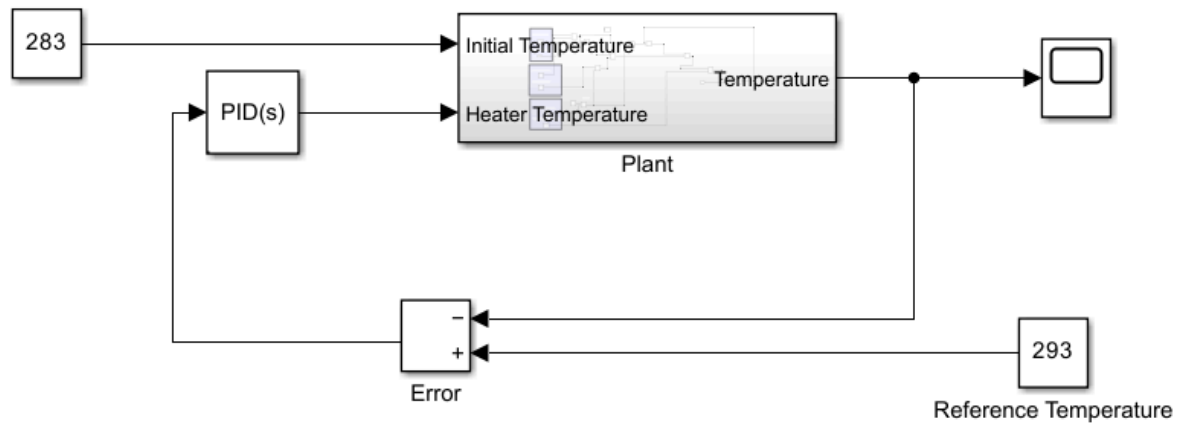 283
Initial Temperature
Temperature
PID(s)
Heater Temperature
Plant
−
+
Error
293
Reference Temperature